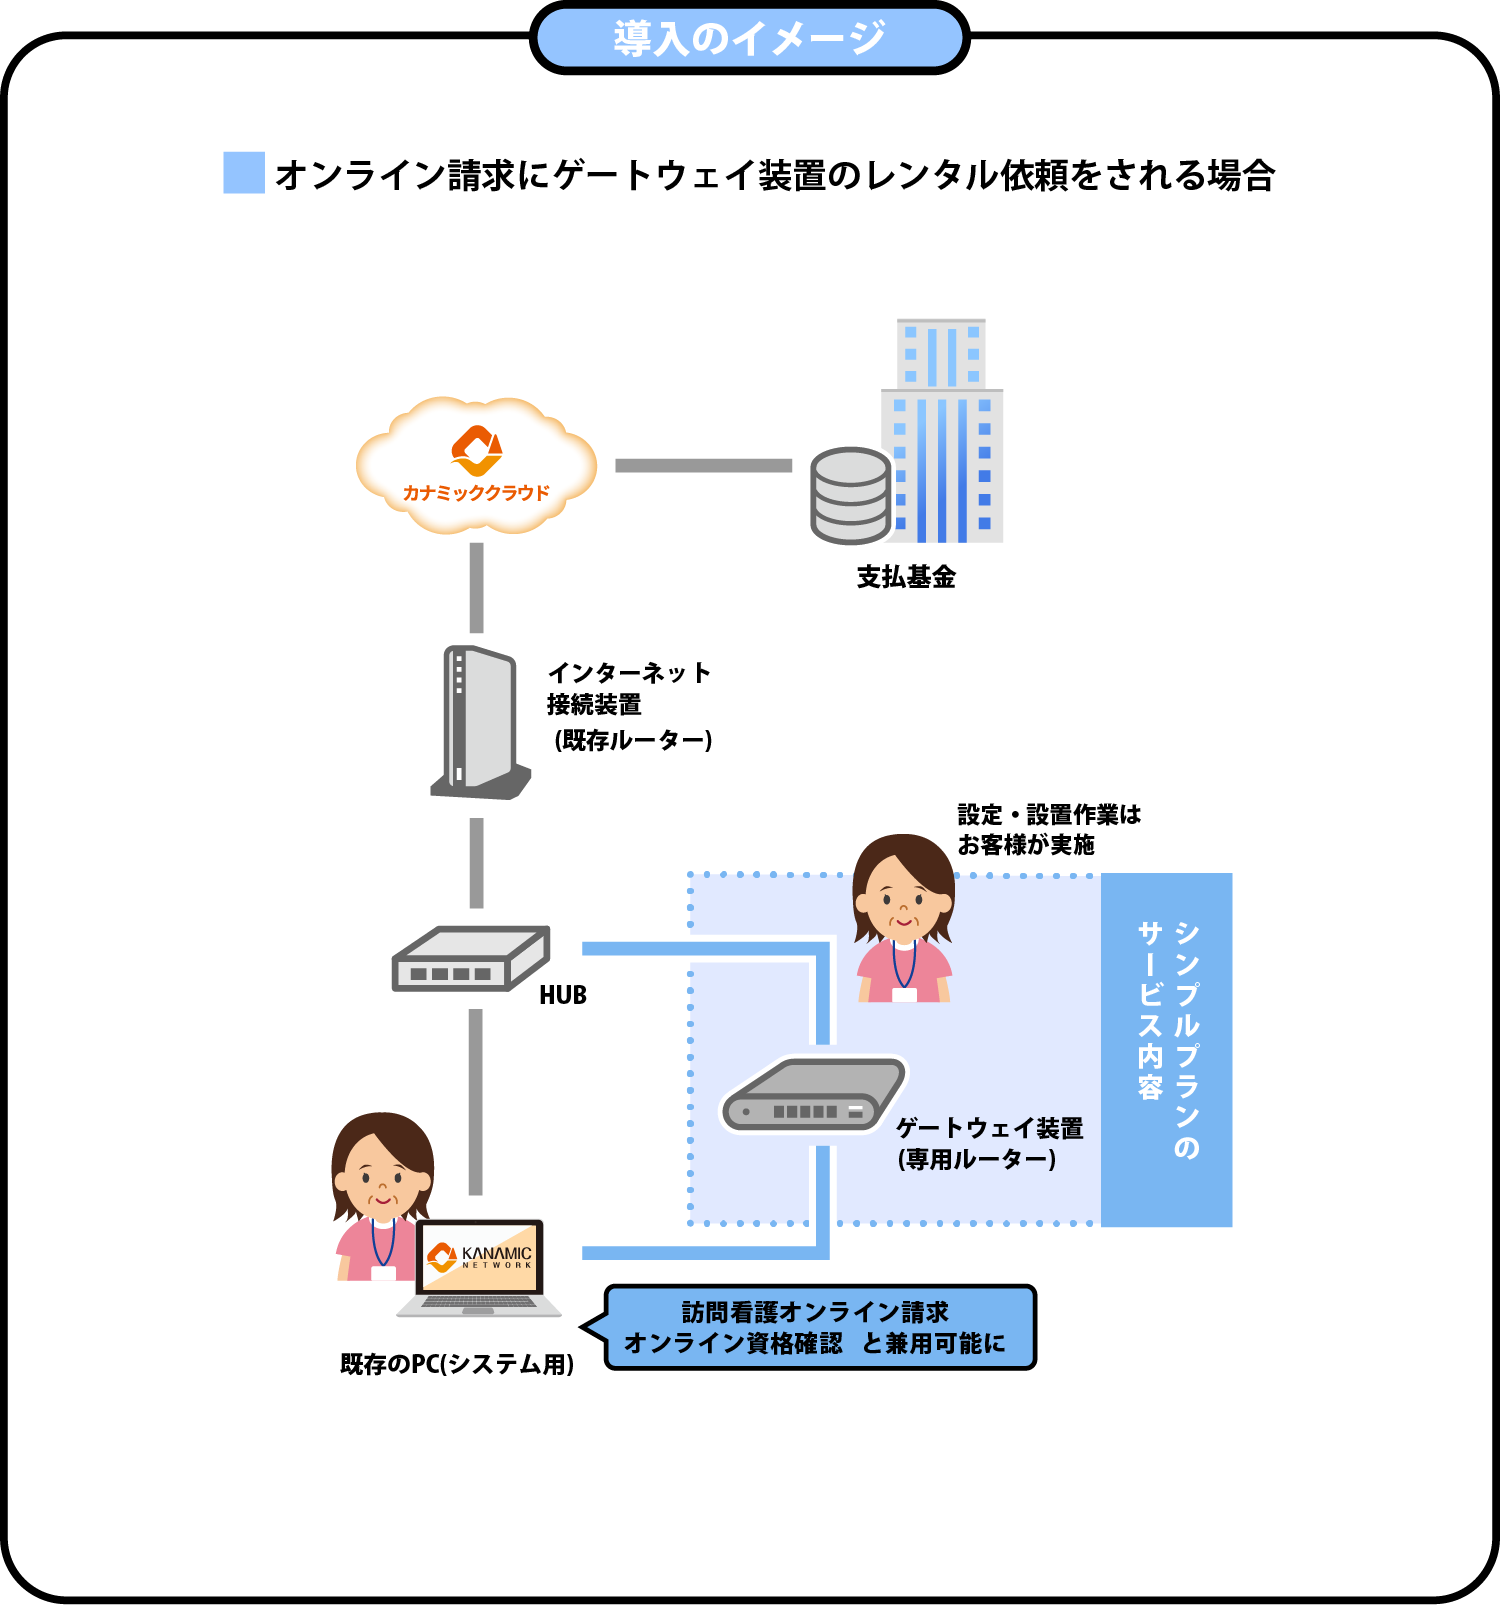 導入のイメージ
オンライン請求にゲートウェイ装置のレンタル依頼をされる場合
カナミッククラウド
支払基金
インターネット
接続装置
(既存ルーター)
設定・設置作業は
お客様が実施
シンプルプランの
サービス内容
HUB
ゲートウェイ装置
(専用ルーター)
KANAMIC
NETWORK
訪問看護オンライン請求
オンライン資格確認 と兼用可能に
既存のPC(システム用)